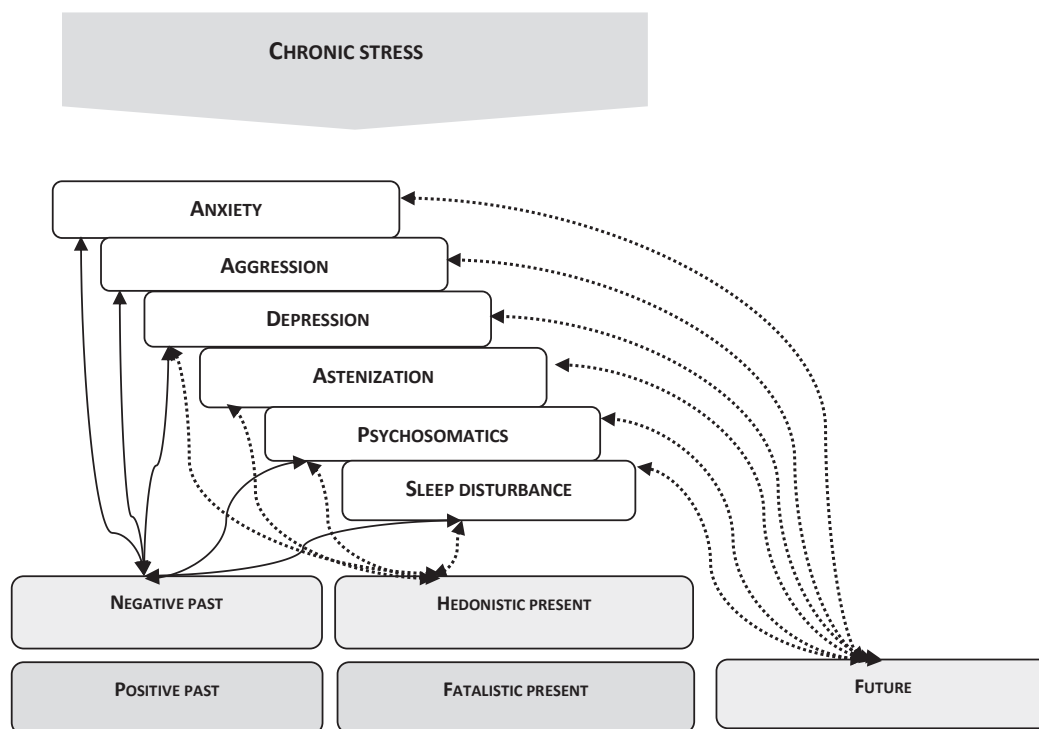 CHRONIC STRESS
ANXIETY
AGGRESSION
DEPRESSION
ASTENIZATION
PSYCHOSOMATICS
SLEEP DISTURBANCE
NEGATIVE PAST
HEDONISTIC PRESENT
POSITIVE PAST
FATALISTIC PRESENT
FUTURE